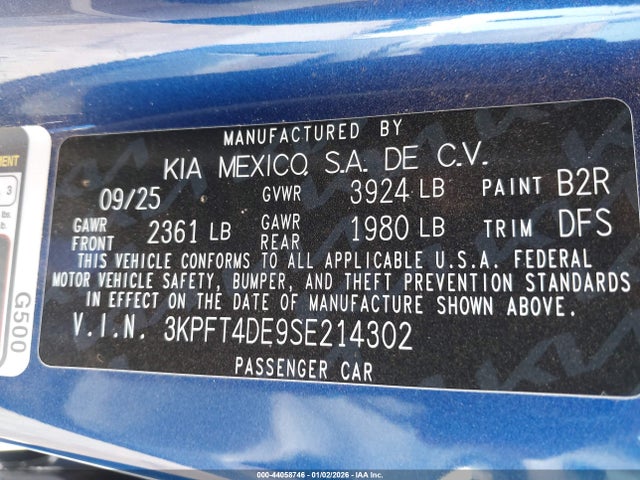 MANUFACTURED BY
KIA MEXICO, S.A. DE C.V.
09/25 GVWR 3924 LB PAINT B2R
GAWR FRONT 2361 LB GAWR REAR 1980 LB TRIM DFS
THIS VEHICLE CONFORMS TO ALL APPLICABLE U.S.A. FEDERAL
MOTOR VEHICLE SAFETY, BUMPER, AND THEFT PREVENTION STANDARDS
IN EFFECT ON THE DATE OF MANUFACTURE SHOWN ABOVE.
V.I.N. 3KPFT4DE9SE214302
PASSENGER CAR
G500
000-44058746 - 01/02/2026 - IAA Inc.